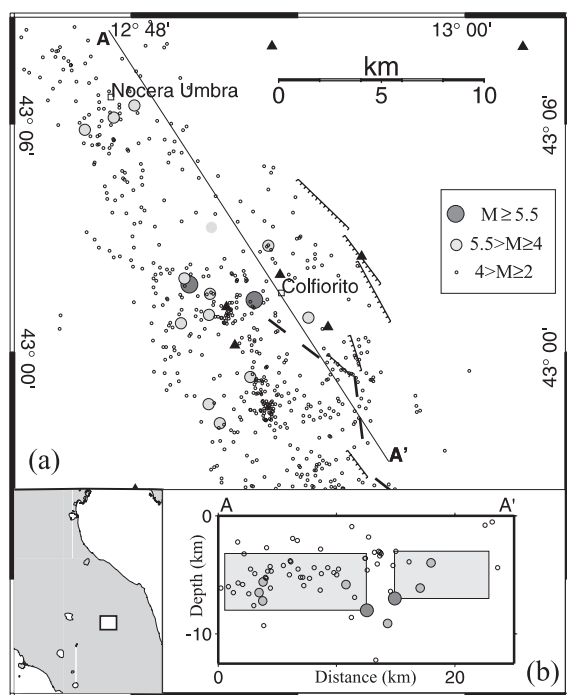 12° 48' 13° 00'
A
km
0 5 10
Nocera Umbra
43° 06' 43° 06'
M ≥ 5.5
5.5>M≥4
4>M≥2
Colfiorito
43° 00' 43° 00'
(a) A'
A A'
0
Depth (km)
-10
(b)
0 Distance (km) 20